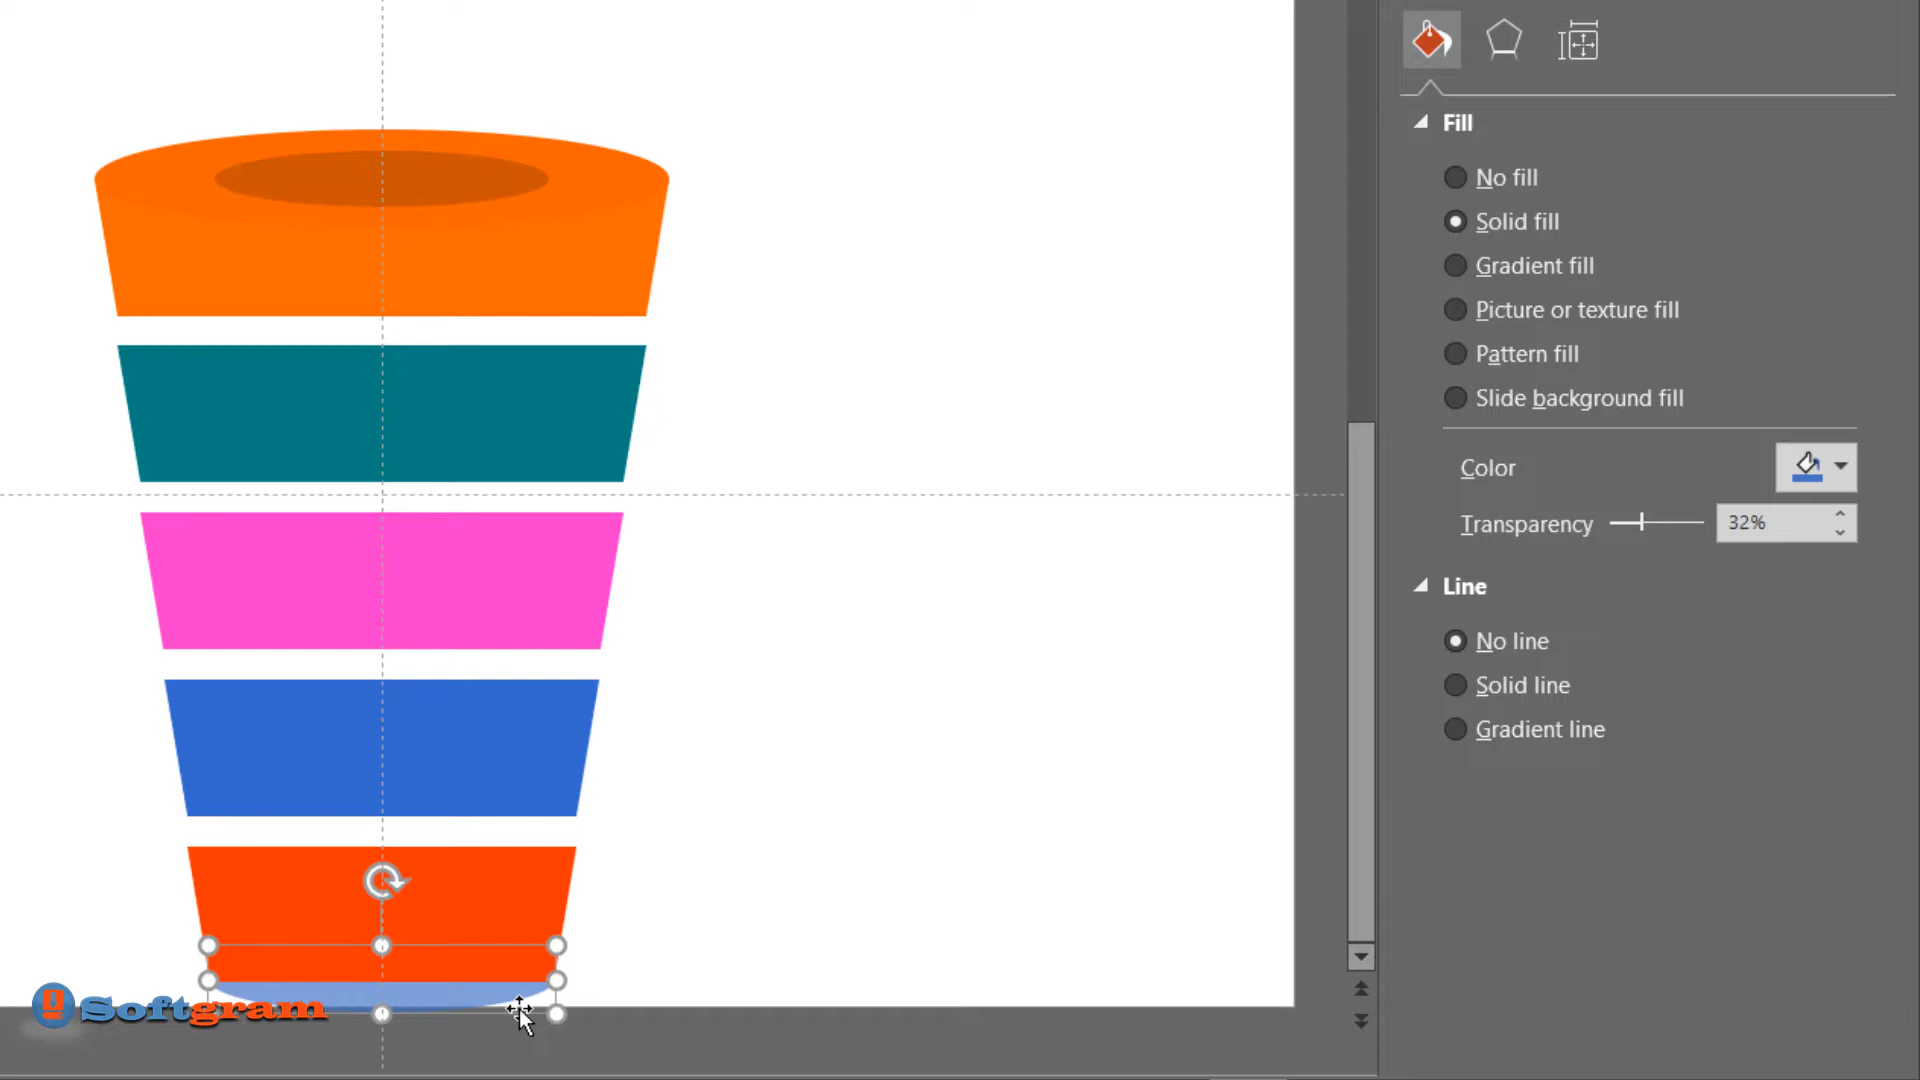 Fill
No fill
Solid fill
Gradient fill
Picture or texture fill
Pattern fill
Slide background fill
Color
Transparency 32%
Line
No line
Solid line
Gradient line
Softgram